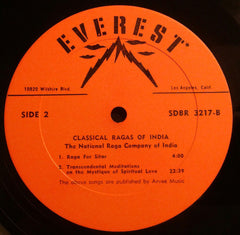 EVEREST
10920 Wilshire Blvd.
Los Angeles, Calif.
SIDE 2
SDBR 3217-B
CLASSICAL RAGAS OF INDIA
The National Raga Company of India
1. Raga For Sitar 4:00
2. Transcendental Meditations
on the Mystique of Spiritual Love 22:39
The above songs are published by Anvee Music